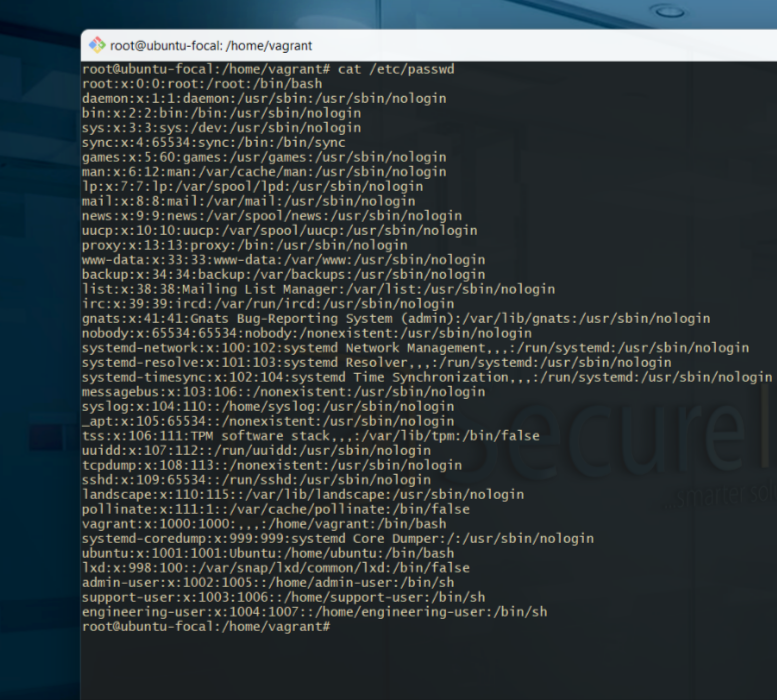 root@ubuntu-focal: /home/vagrant
root@ubuntu-focal:/home/vagrant# cat /etc/passwd
root:x:0:0:root:/root:/bin/bash
daemon:x:1:1:daemon:/usr/sbin:/usr/sbin/nologin
bin:x:2:2:bin:/bin:/usr/sbin/nologin
sys:x:3:3:sys:/dev:/usr/sbin/nologin
sync:x:4:65534:sync:/bin:/bin/sync
games:x:5:60:games:/usr/games:/usr/sbin/nologin
man:x:6:12:man:/var/cache/man:/usr/sbin/nologin
lp:x:7:7:lp:/var/spool/lpd:/usr/sbin/nologin
mail:x:8:8:mail:/var/mail:/usr/sbin/nologin
news:x:9:9:news:/var/spool/news:/usr/sbin/nologin
uucp:x:10:10:uucp:/var/spool/uucp:/usr/sbin/nologin
proxy:x:13:13:proxy:/bin:/usr/sbin/nologin
www-data:x:33:33:www-data:/var/www:/usr/sbin/nologin
backup:x:34:34:backup:/var/backups:/usr/sbin/nologin
list:x:38:38:Mailing List Manager:/var/list:/usr/sbin/nologin
irc:x:39:39:ircd:/var/run/ircd:/usr/sbin/nologin
gnats:x:41:41:Gnats Bug-Reporting System (admin):/var/lib/gnats:/usr/sbin/nologin
nobody:x:65534:65534:nobody:/nonexistent:/usr/sbin/nologin
systemd-network:x:100:102:systemd Network Management,,,:/run/systemd:/usr/sbin/nologin
systemd-resolve:x:101:103:systemd Resolver,,,:/run/systemd:/usr/sbin/nologin
systemd-timesync:x:102:104:systemd Time Synchronization,,,:/run/systemd:/usr/sbin/nologin
messagebus:x:103:106::/nonexistent:/usr/sbin/nologin
syslog:x:104:110::/home/syslog:/usr/sbin/nologin
_apt:x:105:65534::/nonexistent:/usr/sbin/nologin
tss:x:106:111:TPM software stack,,,:/var/lib/tpm:/bin/false
uuidd:x:107:112::/run/uuidd:/usr/sbin/nologin
tcpdump:x:108:113::/nonexistent:/usr/sbin/nologin
sshd:x:109:65534::/run/sshd:/usr/sbin/nologin
landscape:x:110:115::/var/lib/landscape:/usr/sbin/nologin
pollinate:x:111:1::/var/cache/pollinate:/bin/false
vagrant:x:1000:1000:,,,:/home/vagrant:/bin/bash
systemd-coredump:x:999:999:systemd Core Dumper:/:/usr/sbin/nologin
ubuntu:x:1001:1001:Ubuntu:/home/ubuntu:/bin/bash
lxd:x:998:100::/var/snap/lxd/common/lxd:/bin/false
admin-user:x:1002:1005::/home/admin-user:/bin/sh
support-user:x:1003:1006::/home/support-user:/bin/sh
engineering-user:x:1004:1007::/home/engineering-user:/bin/sh
root@ubuntu-focal:/home/vagrant#